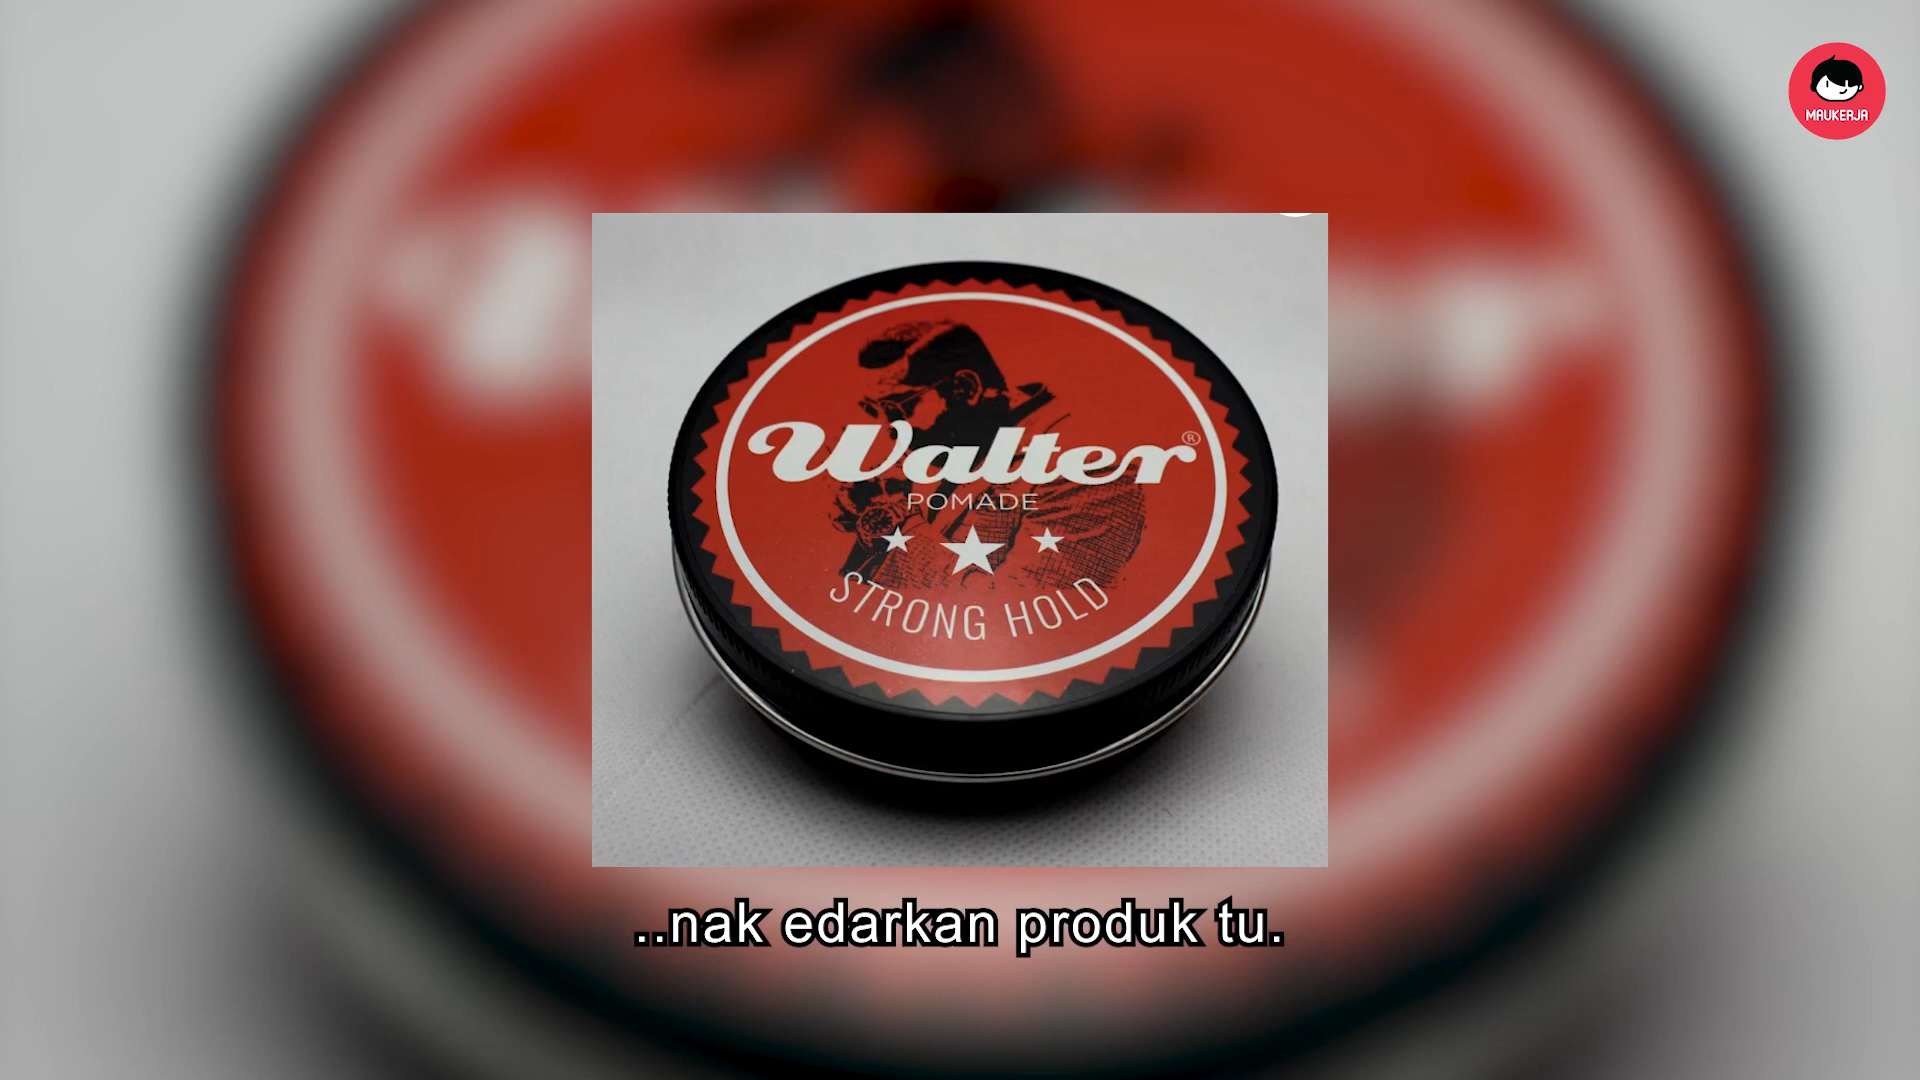 MAUKERJA
Walter®
POMADE
STRONG HOLD
..nak edarkan produk tu.